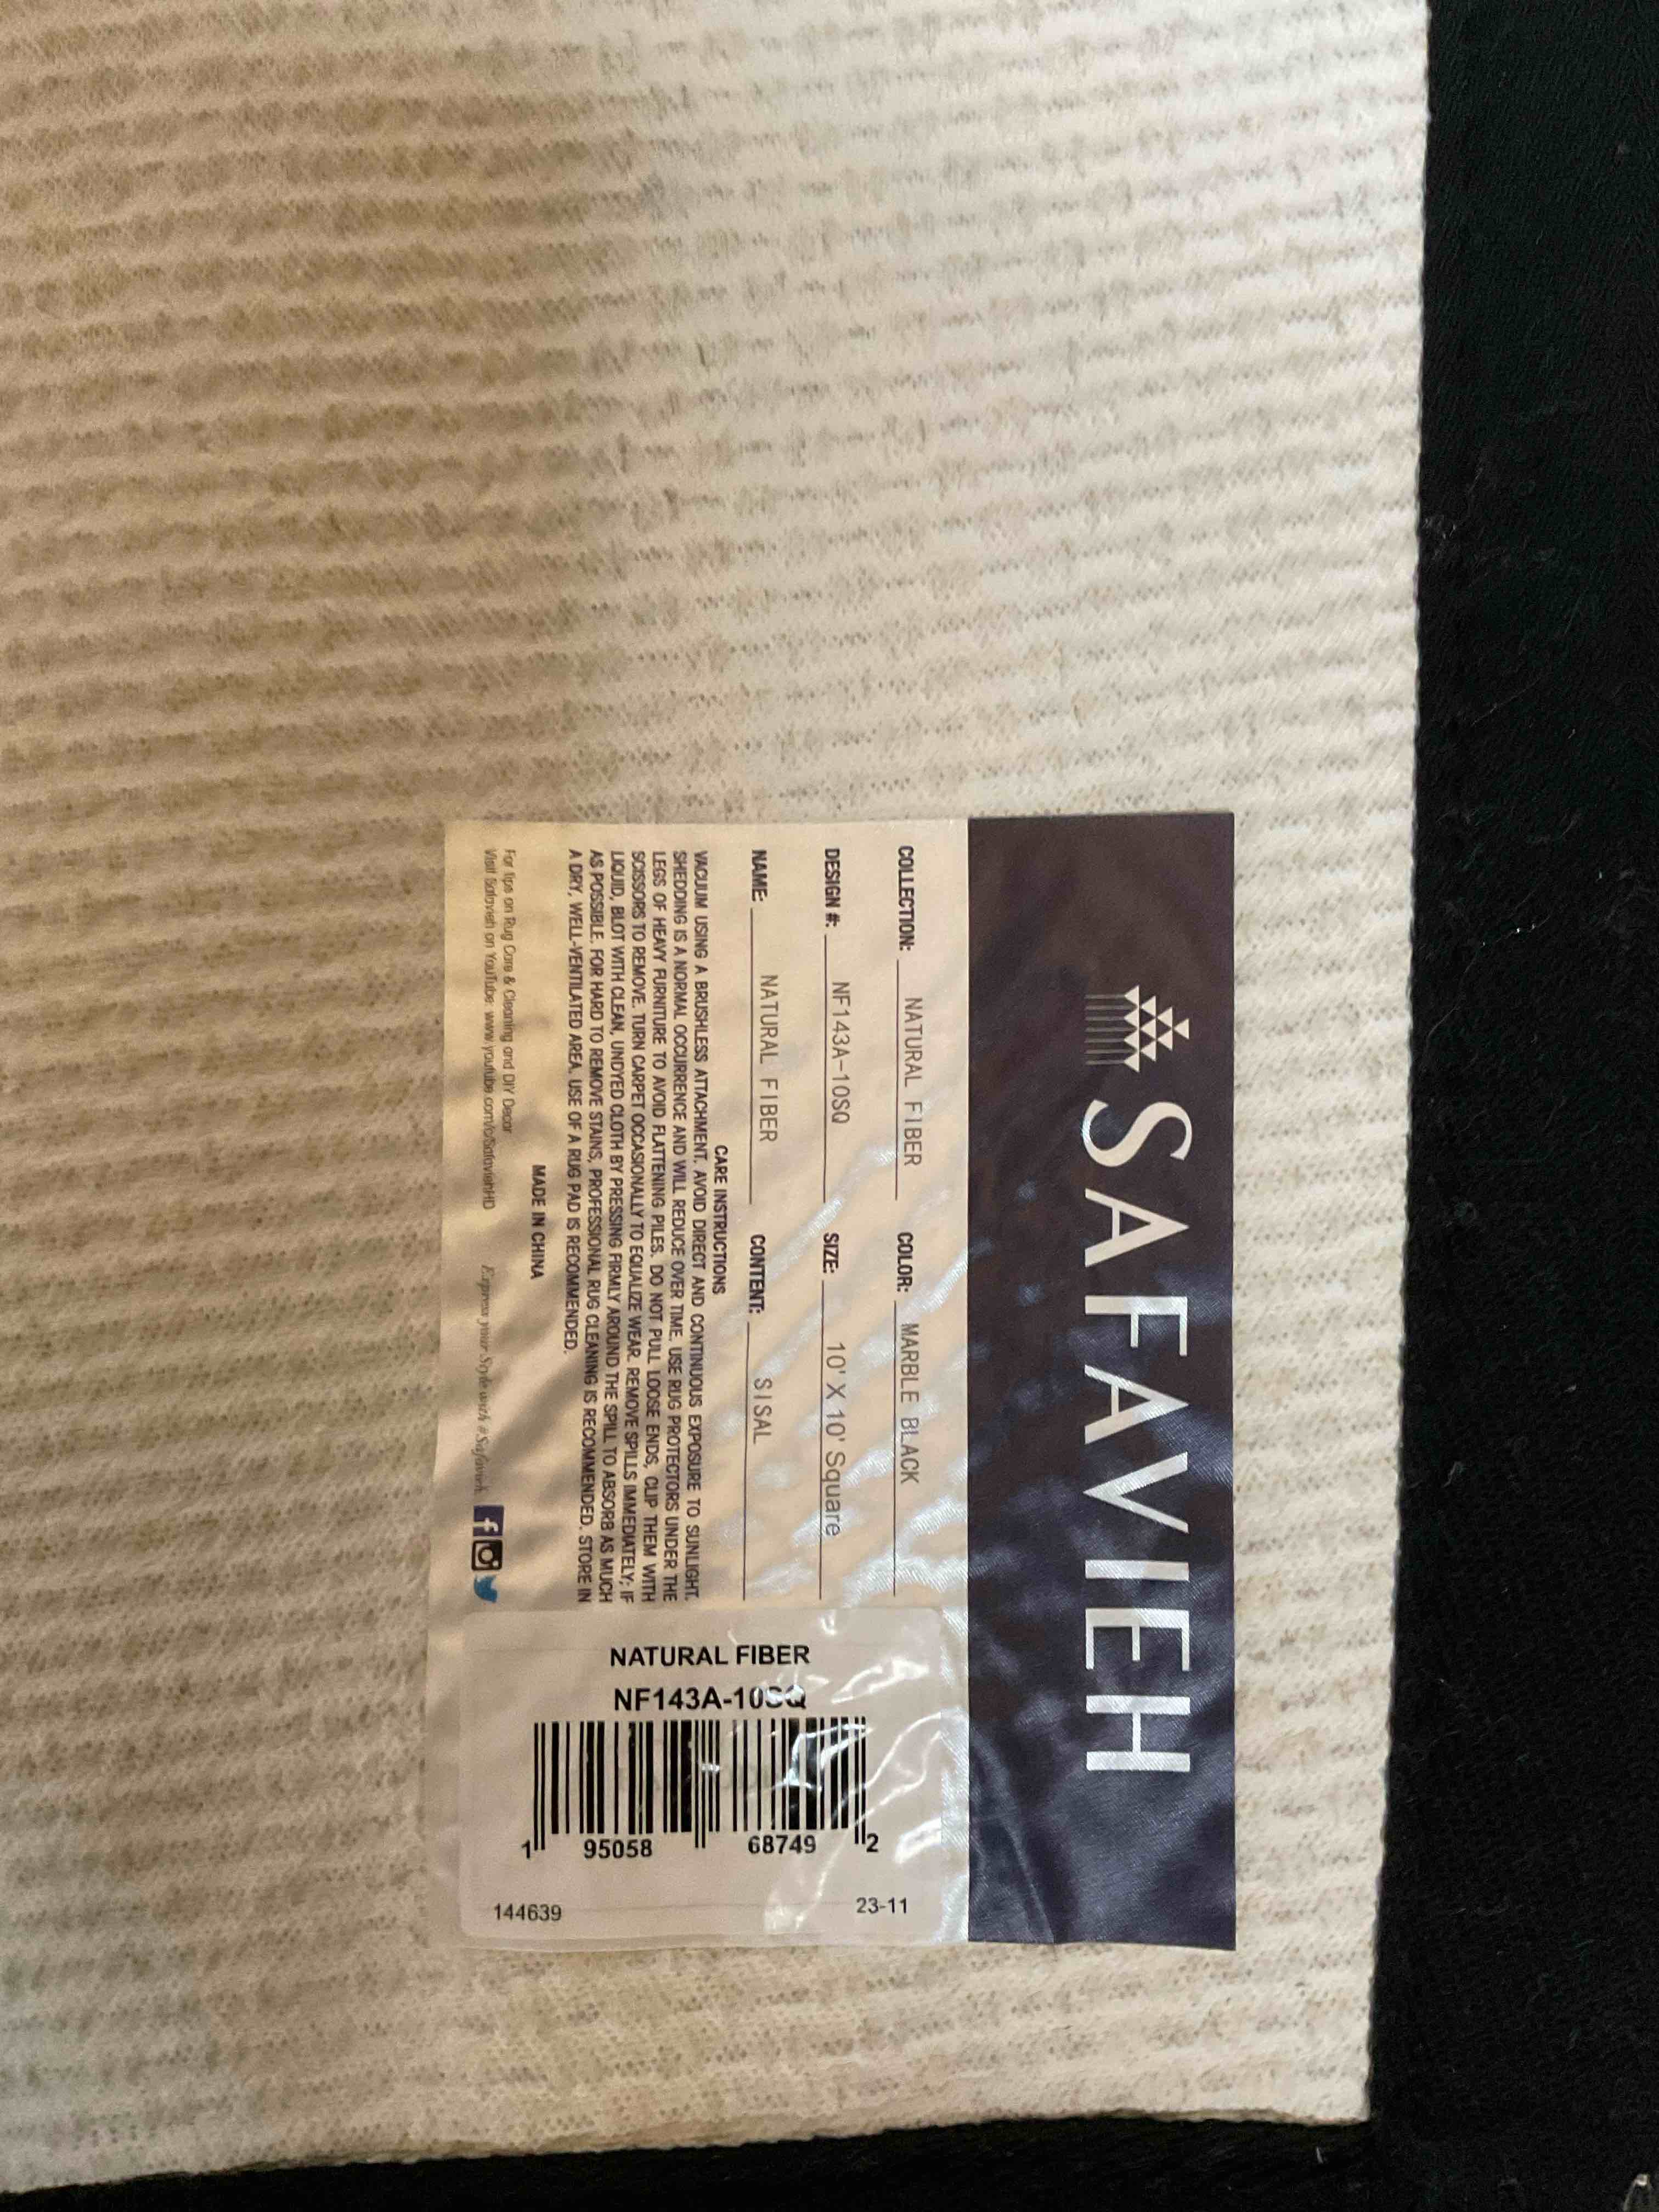 SAFAVIEH
COLLECTION: NATURAL FIBER COLOR: MARBLE BLACK
DESIGN #: NF143A-10SQ SIZE: 10' X 10' Square
NAME: NATURAL FIBER CONTENT: SISAL
CARE INSTRUCTIONS
VACUUM USING A BRUSHLESS ATTACHMENT. AVOID DIRECT AND CONTINUOUS EXPOSURE TO SUNLIGHT.
SHEDDING IS A NORMAL OCCURRENCE AND WILL REDUCE OVER TIME. USE RUG PROTECTORS UNDER THE
LEGS OF HEAVY FURNITURE TO AVOID FLATTENING PILES. DO NOT PULL LOOSE ENDS, CLIP THEM WITH
SCISSORS TO REMOVE. TURN CARPET OCCASIONALLY TO EQUALIZE WEAR. REMOVE SPILLS IMMEDIATELY; IF
LIQUID, BLOT WITH CLEAN, UNDYED CLOTH BY PRESSING FIRMLY AROUND THE SPILL TO ABSORB AS MUCH
AS POSSIBLE. FOR HARD TO REMOVE STAINS, PROFESSIONAL RUG CLEANING IS RECOMMENDED. STORE IN
A DRY, WELL-VENTILATED AREA. USE OF A RUG PAD IS RECOMMENDED.
MADE IN CHINA
For tips on Rug Care & Cleaning and DIY Decor
Visit Safavieh on YouTube: www.youtube.com/c/SafaviehHD Express your Style with #Safavieh
NATURAL FIBER
NF143A-10SQ
1 95058 68749 2
144639 23-11